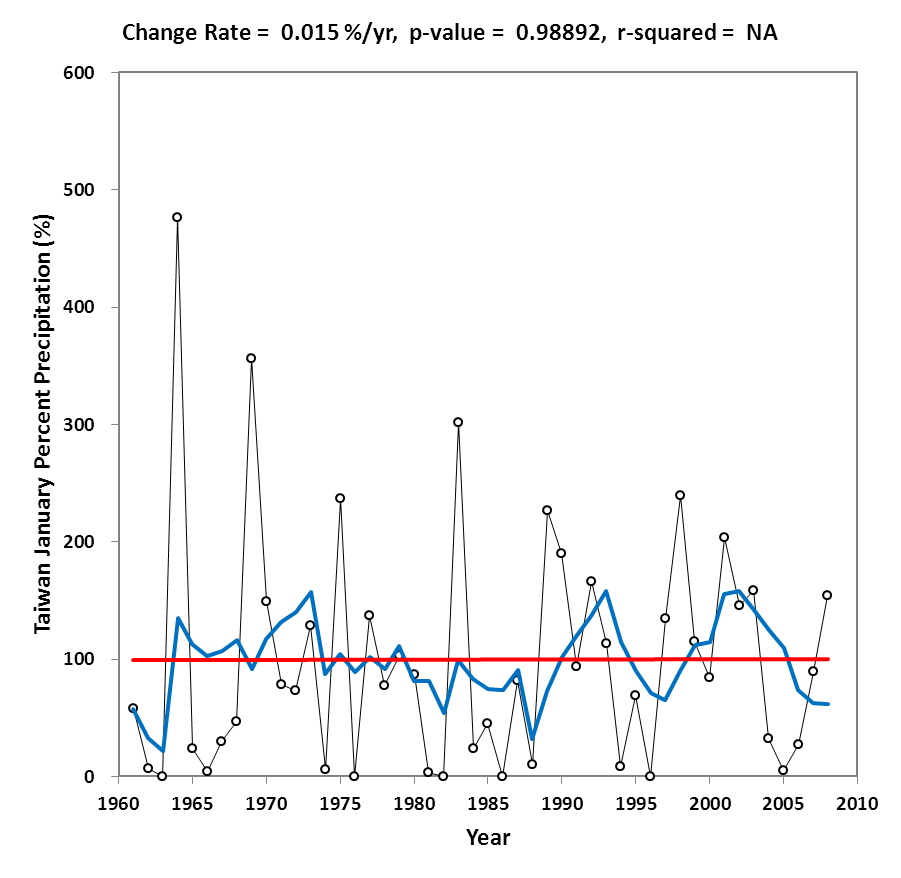 Change Rate = 0.015 %/yr, p-value = 0.98892, r-squared = NA
Taiwan January Percent Precipitation (%)
600
500
400
300
200
100
0
1960 1965 1970 1975 1980 1985 1990 1995 2000 2005 2010
Year